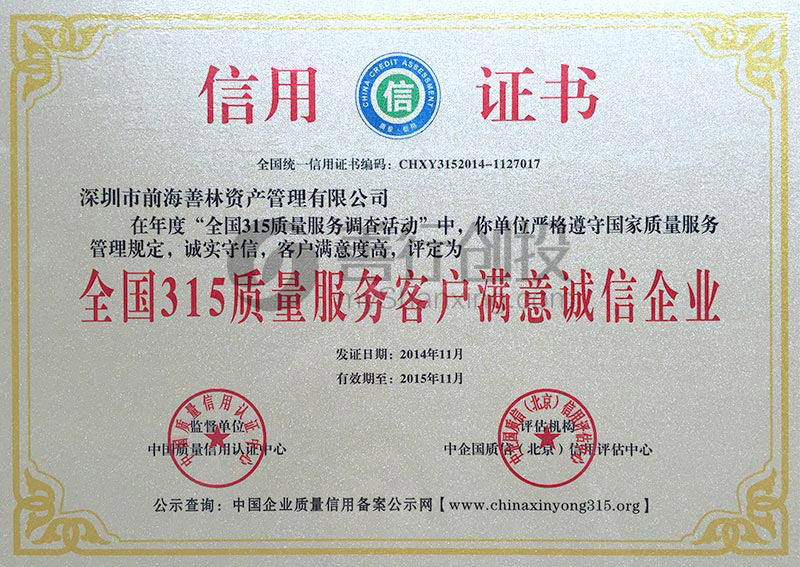 信用 信 证书
CHINA CREDIT ASSESSMENT
全国统一信用证书编码：CHXY3152014-1127017
深圳市前海善林资产管理有限公司
在年度“全国315质量服务调查活动”中，你单位严格遵守国家质量服务
管理规定，诚实守信，客户满意度高，评定为
善行创投
全国315质量服务客户满意诚信企业
发证日期：2014年11月
有效期至：2015年11月
中国质量信用认证中心
监督单位
中国质量信用认证中心
中企国质信（北京）信用评估中心
评估机构
中企国质信（北京）信用评估中心
公示查询：中国企业质量信用备案公示网【www.chinaxinyong315.org】